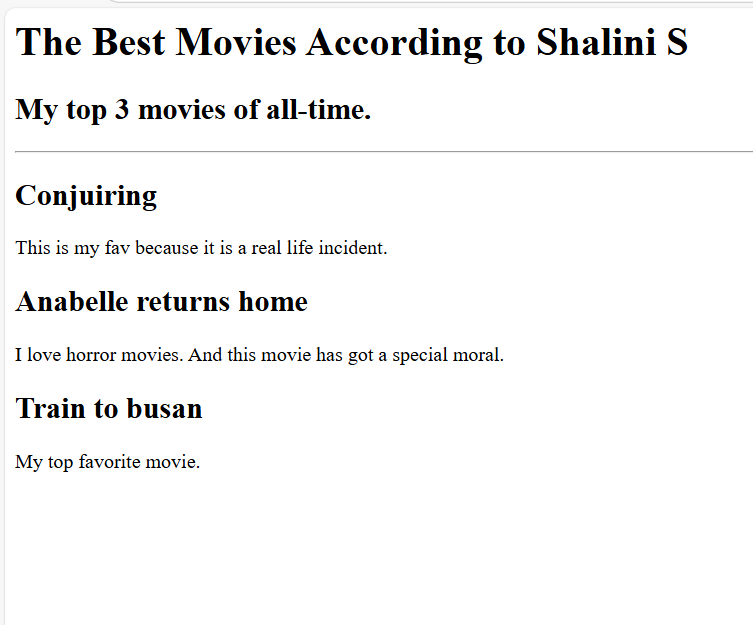 The Best Movies According to Shalini S
My top 3 movies of all-time.
Conjuiring
This is my fav because it is a real life incident.
Anabelle returns home
I love horror movies. And this movie has got a special moral.
Train to busan
My top favorite movie.